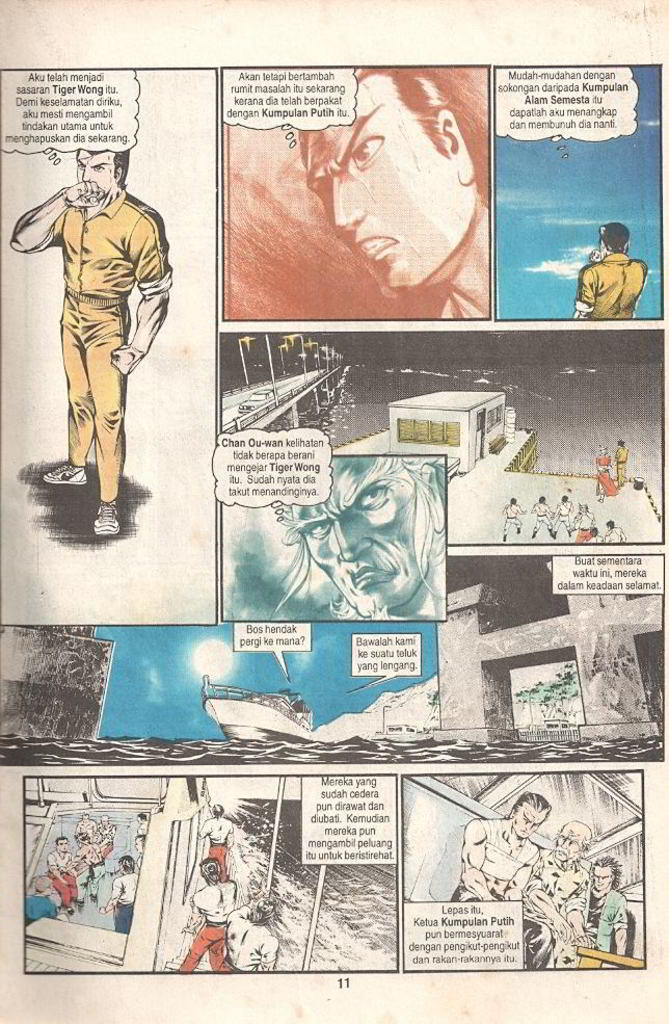 Aku telah menjadi
sasaran Tiger Wong itu.
Demi keselamatan diriku,
aku mesti mengambil
tindakan utama untuk
menghapuskan dia sekarang.
Akan tetapi bertambah
rumit masalah itu sekarang
kerana dia telah berpakat
dengan Kumpulan Putih itu.
Mudah-mudahan dengan
sokongan daripada Kumpulan
Alam Semesta itu
dapatlah aku menangkap
dan membunuh dia nanti.
Chan Ou-wan kelihatan
tidak berapa berani
mengejar Tiger Wong
itu. Sudah nyata dia
takut menandinginya.
Buat sementara
waktu ini, mereka
dalam keadaan selamat.
Bos hendak
pergi ke mana?
Bawalah kami
ke suatu teluk
yang lengang.
Mereka yang
sudah cedera
pun dirawat dan
diubati. Kemudian
mereka pun
mengambil peluang
itu untuk beristirehat.
Lepas itu,
Ketua Kumpulan Putih
pun bermesyuarat
dengan pengikut-pengikut
dan rakan-rakannya itu.
11